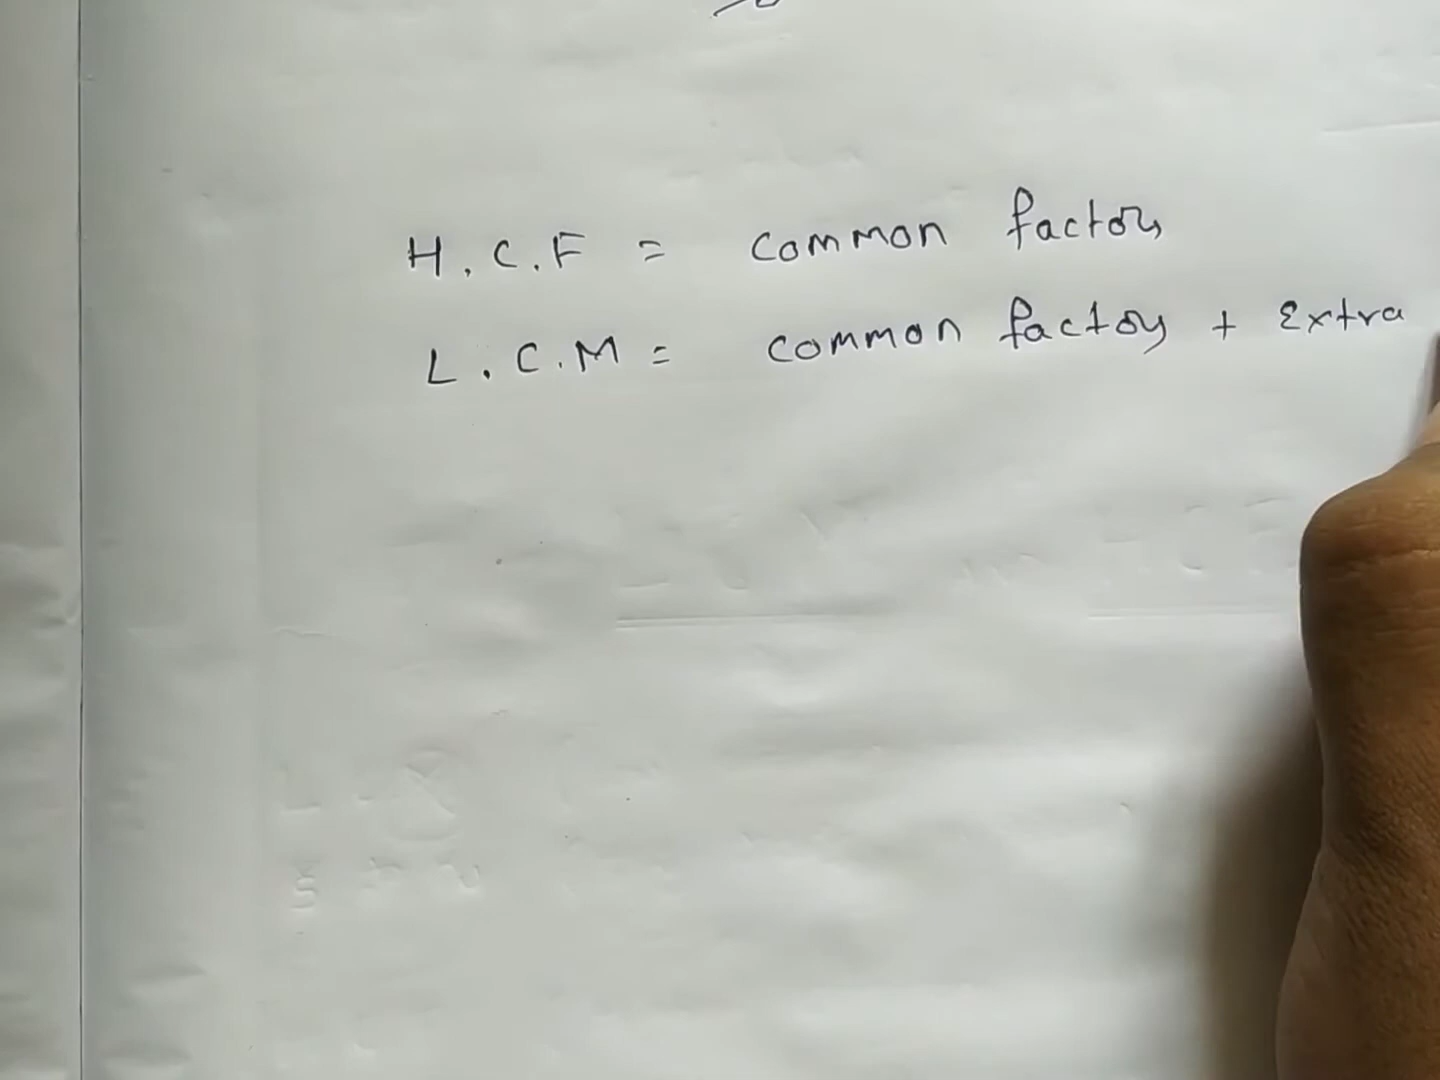 H.C.F = common factors
L.C.M = common factors + Extra